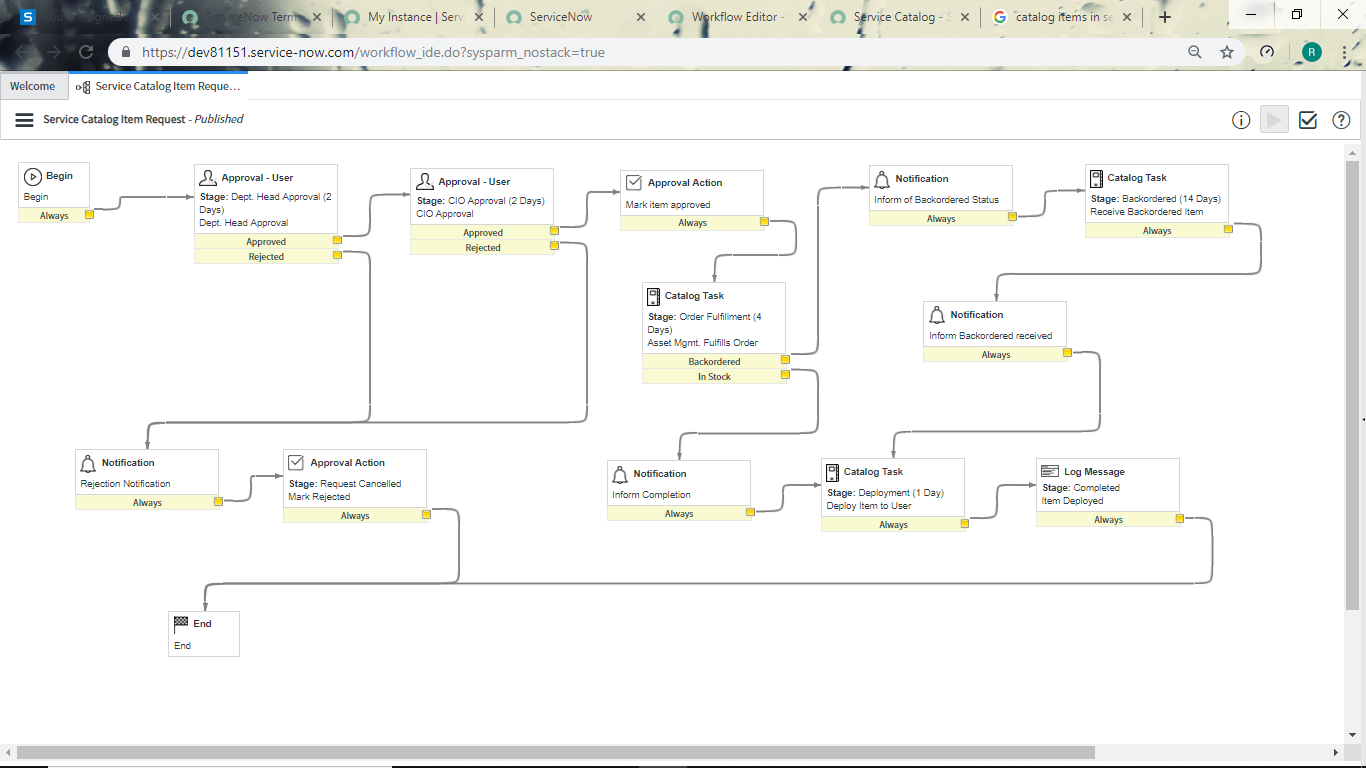 ServiceNow Term
My Instance | Serv
ServiceNow
Workflow Editor -
Service Catalog - S
catalog items in se
https://dev81151.service-now.com/workflow_ide.do?sysparm_nostack=true
R
Welcome
Service Catalog Item Reque...
Service Catalog Item Request - Published
Begin
Begin
Always
Approval - User
Stage: Dept. Head Approval (2
Days)
Dept. Head Approval
Approved
Rejected
Approval - User
Stage: CIO Approval (2 Days)
CIO Approval
Approved
Rejected
Approval Action
Mark item approved
Always
Notification
Inform of Backordered Status
Always
Catalog Task
Stage: Backordered (14 Days)
Receive Backordered Item
Always
Catalog Task
Stage: Order Fulfillment (4
Days)
Asset Mgmt. Fulfills Order
Backordered
In Stock
Notification
Inform Backordered received
Always
Notification
Rejection Notification
Always
Approval Action
Stage: Request Cancelled
Mark Rejected
Always
Notification
Inform Completion
Always
Catalog Task
Stage: Deployment (1 Day)
Deploy Item to User
Always
Log Message
Stage: Completed
Item Deployed
Always
End
End